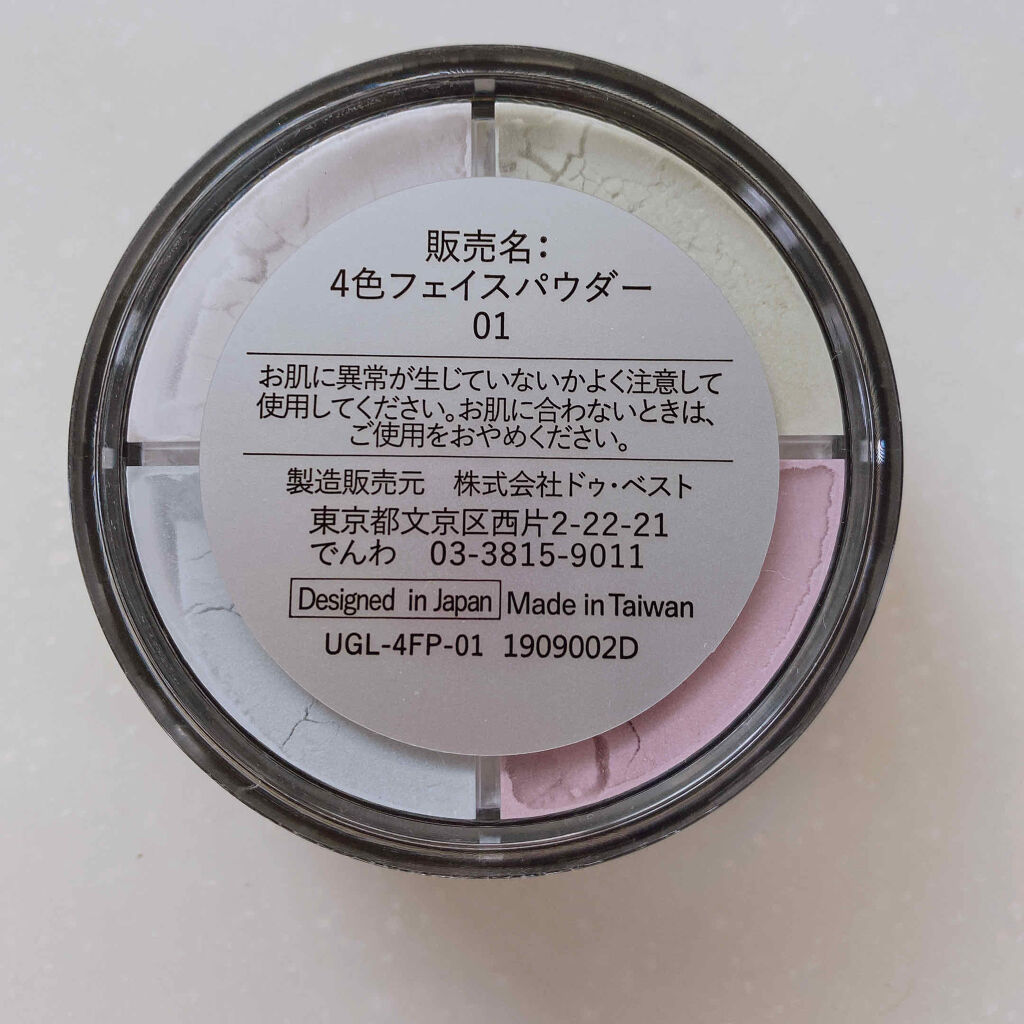 販売名：
4色フェイスパウダー
01
お肌に異常が生じていないかよく注意して
使用してください。お肌に合わないときは、
ご使用をおやめください。
製造販売元　株式会社ドゥ・ベスト
東京都文京区西片2-22-21
でんわ　03-3815-9011
Designed in Japan Made in Taiwan
UGL-4FP-01 1909002D